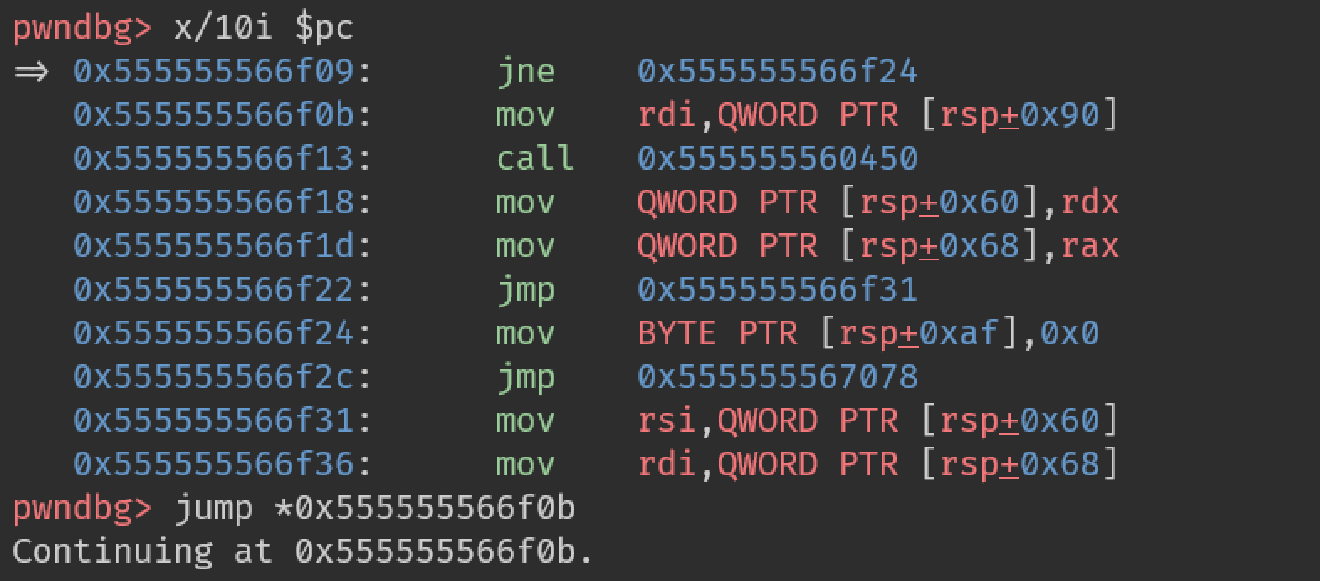 pwndbg> x/10i $pc
⇒ 0x555555566f09: jne 0x555555566f24
0x555555566f0b: mov rdi,QWORD PTR [rsp±0x90]
0x555555566f13: call 0x555555560450
0x555555566f18: mov QWORD PTR [rsp±0x60],rdx
0x555555566f1d: mov QWORD PTR [rsp±0x68],rax
0x555555566f22: jmp 0x555555566f31
0x555555566f24: mov BYTE PTR [rsp±0xaf],0x0
0x555555566f2c: jmp 0x555555567078
0x555555566f31: mov rsi,QWORD PTR [rsp±0x60]
0x555555566f36: mov rdi,QWORD PTR [rsp±0x68]
pwndbg> jump *0x555555566f0b
Continuing at 0x555555566f0b.